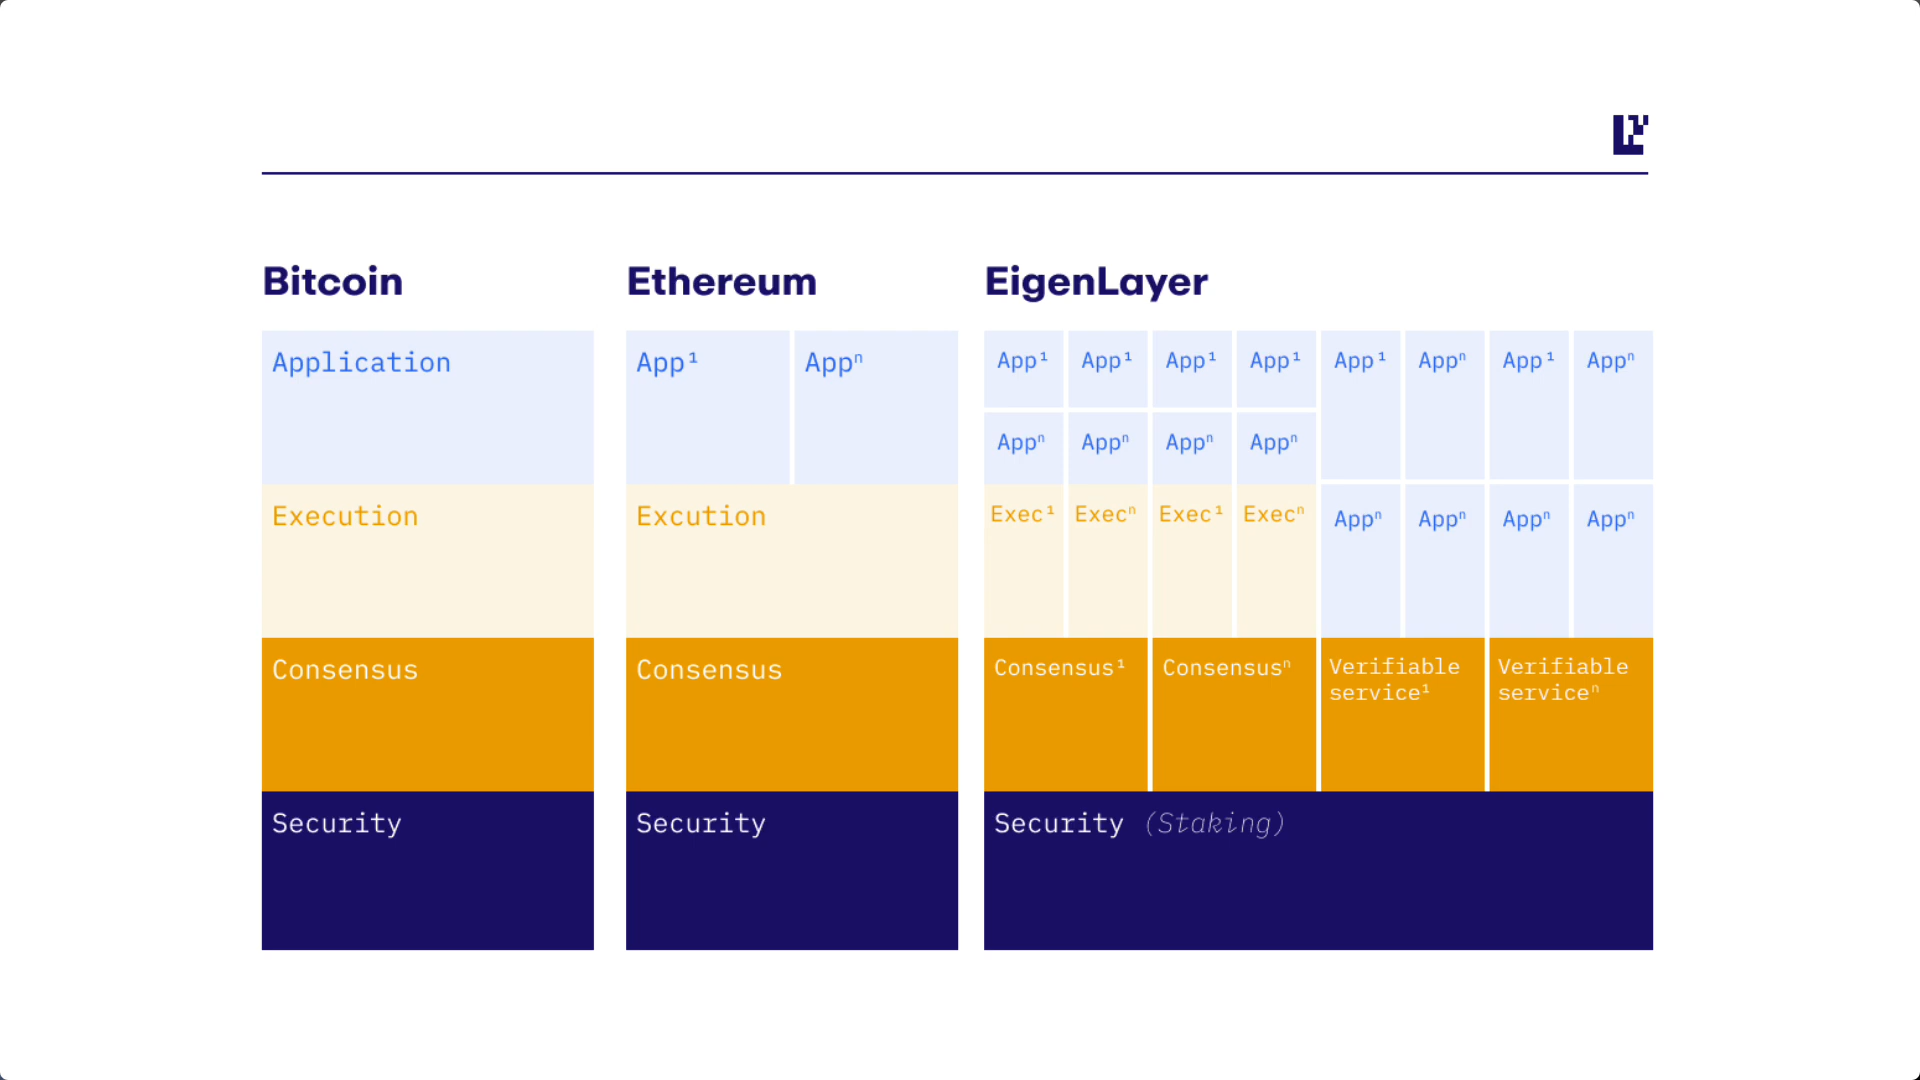 Bitcoin
Application
Execution
Consensus
Security
Ethereum
App¹ Appⁿ
Excution
Consensus
Security
EigenLayer
App¹ App¹ App¹ App¹ App¹ Appⁿ App¹ Appⁿ
Appⁿ Appⁿ Appⁿ Appⁿ
Exec¹ Execⁿ Exec¹ Execⁿ Appⁿ Appⁿ Appⁿ Appⁿ
Consensus¹ Consensusⁿ Verifiable Verifiable
service¹ serviceⁿ
Security (Staking)